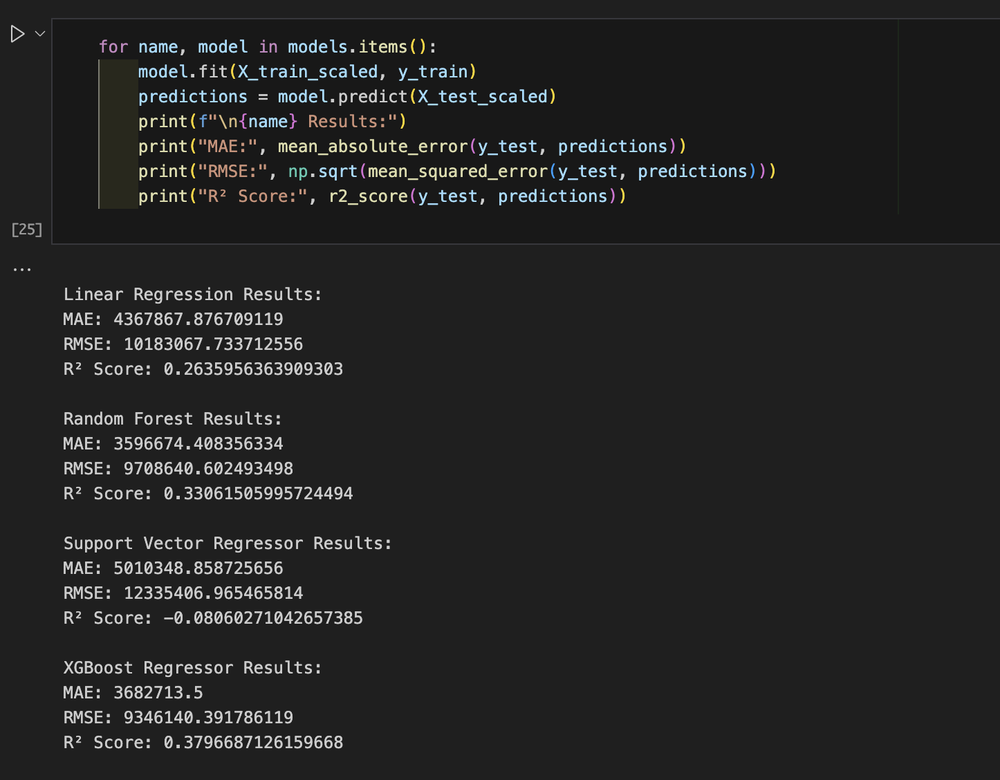 for name, model in models.items():
    model.fit(X_train_scaled, y_train)
    predictions = model.predict(X_test_scaled)
    print(f"\n{name} Results:")
    print("MAE:", mean_absolute_error(y_test, predictions))
    print("RMSE:", np.sqrt(mean_squared_error(y_test, predictions)))
    print("R² Score:", r2_score(y_test, predictions))
[25]
...
Linear Regression Results:
MAE: 4367867.876709119
RMSE: 10183067.733712556
R² Score: 0.2635956363909303
Random Forest Results:
MAE: 3596674.408356334
RMSE: 9708640.602493498
R² Score: 0.33061505995724494
Support Vector Regressor Results:
MAE: 5010348.858725656
RMSE: 12335406.965465814
R² Score: -0.08060271042657385
XGBoost Regressor Results:
MAE: 3682713.5
RMSE: 9346140.391786119
R² Score: 0.3796687126159668